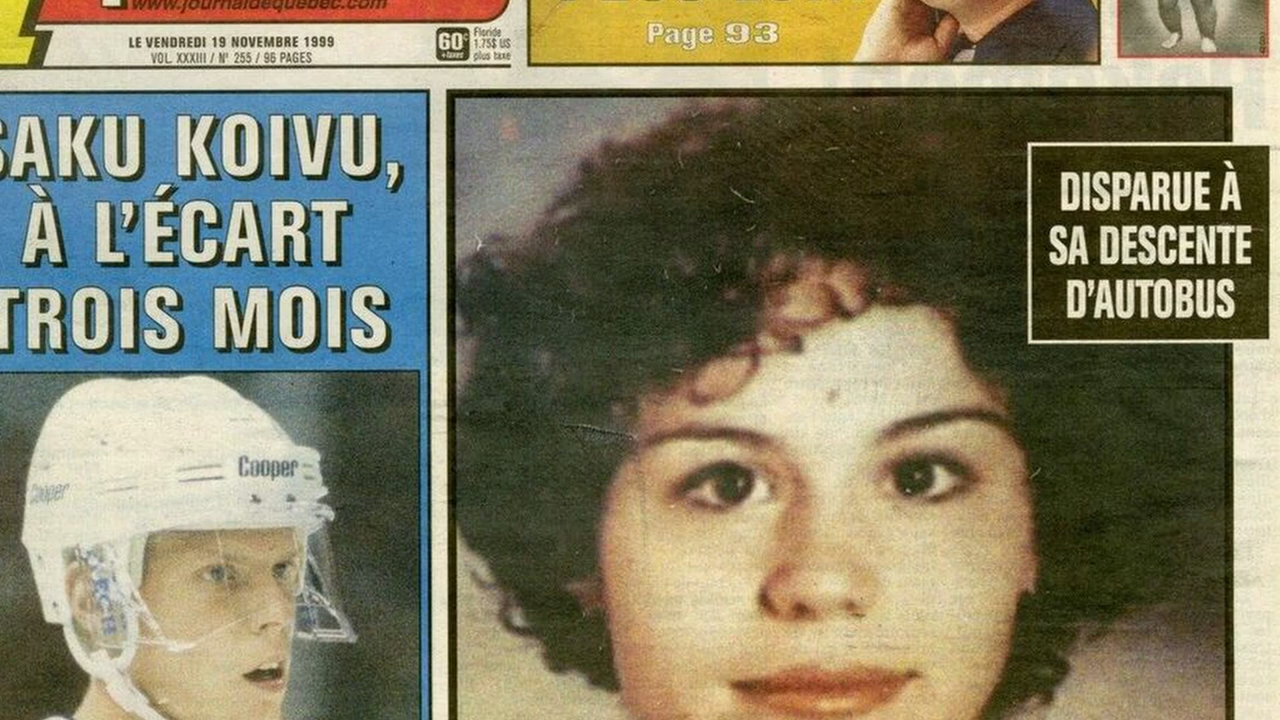 www.journaldequebec.com
LE VENDREDI 19 NOVEMBRE 1999
VOL. XXXIII / N° 255 / 96 PAGES
60¢
+taxes
Floride
1.75$ US
plus taxe
Page 93
SAKU KOIVU,
À L'ÉCART
TROIS MOIS
DISPARUE À
SA DESCENTE
D'AUTOBUS
Cooper
Cooper